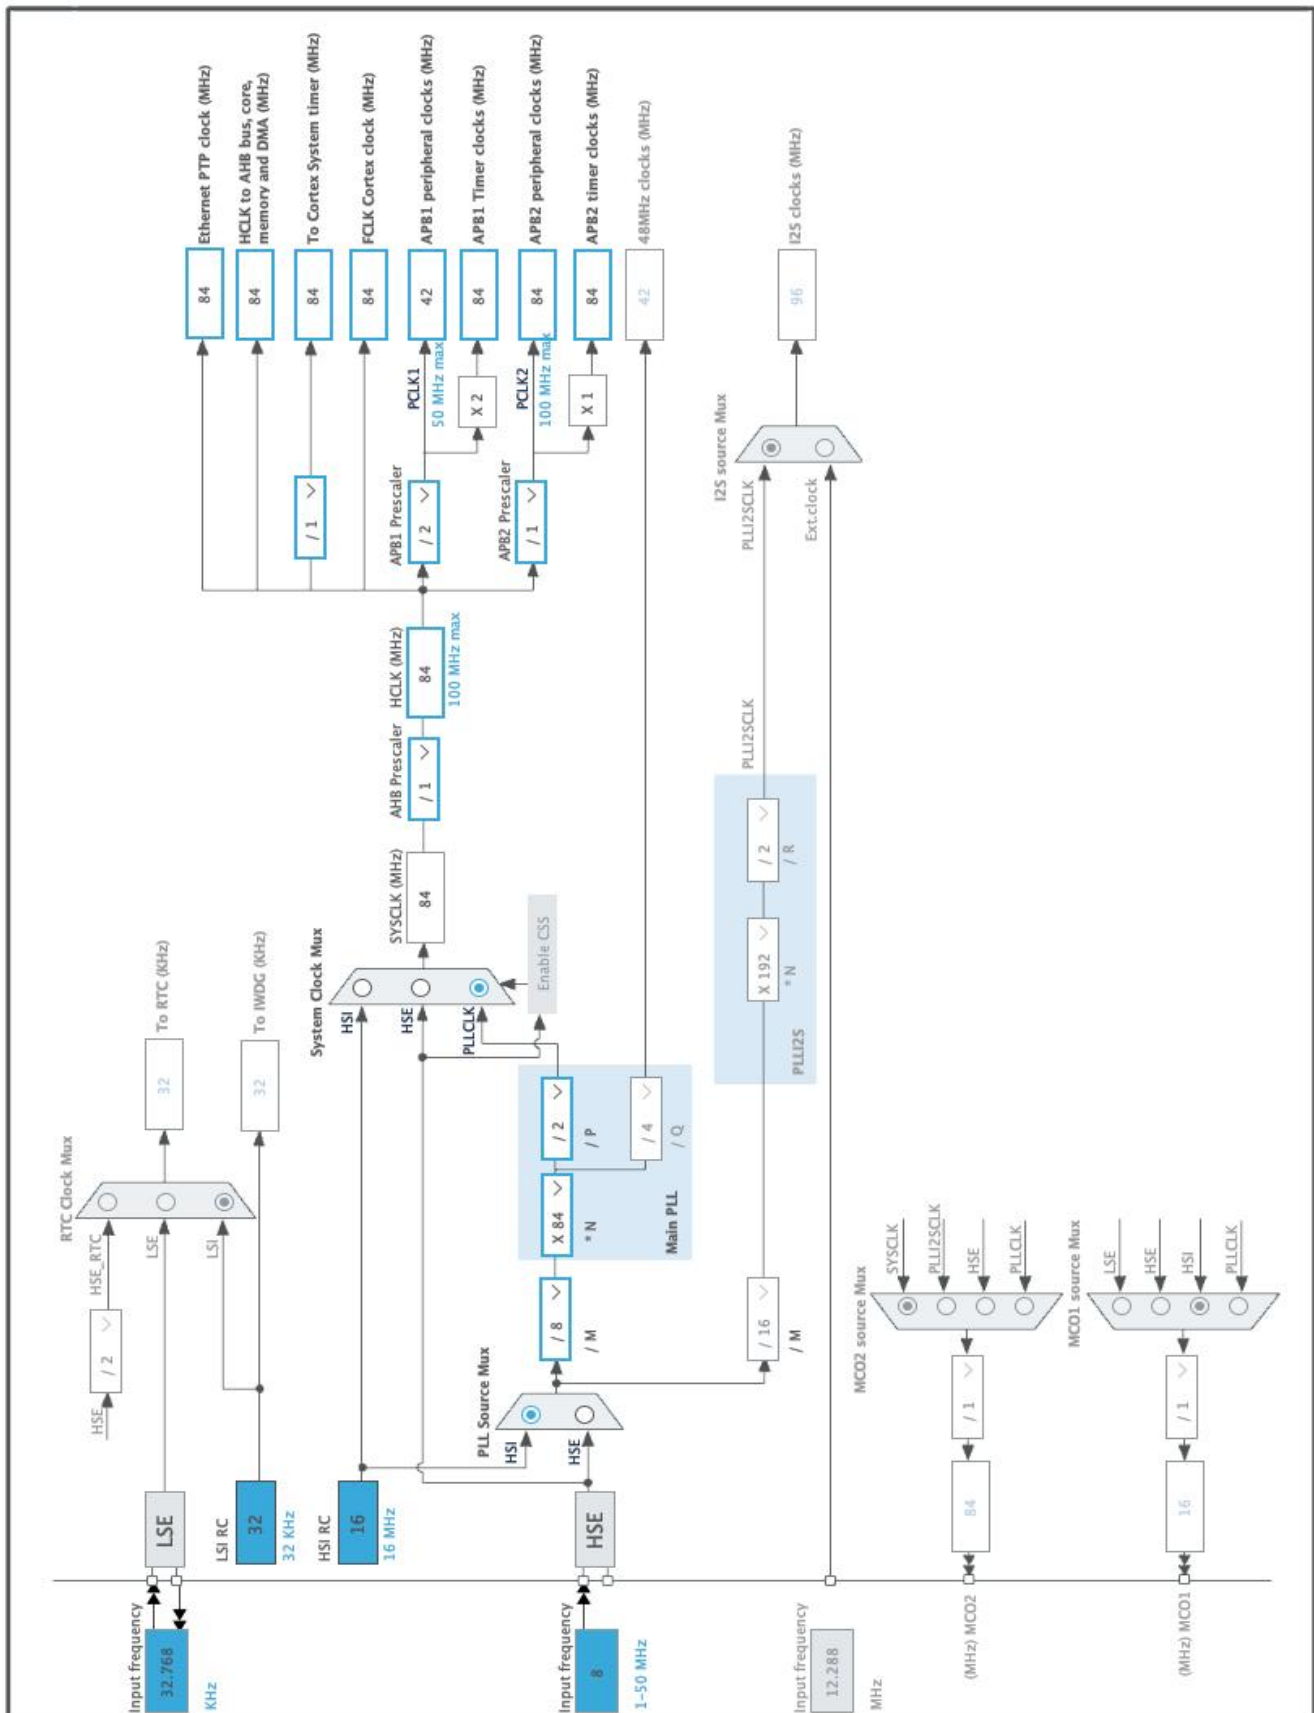 Input frequency
32.768
KHz
LSE
LSI RC
32
32 KHz
HSI RC
16
16 MHz
Input frequency
8
1-50 MHz
HSE
Input frequency
12.288
MHz
HSE
/ 2
HSE_RTC
LSE
LSI
RTC Clock Mux
32
To RTC (KHz)
32
To IWDG (KHz)
PLL Source Mux
HSI
HSE
/ 8
/ M
X 84
* N
/ 2
/ P
/ 4
/ Q
Main PLL
System Clock Mux
HSI
HSE
PLLCLK
Enable CSS
SYSCLK (MHz)
84
AHB Prescaler
/ 1
HCLK (MHz)
84
100 MHz max
/ 1
APB1 Prescaler
/ 2
PCLK1
50 MHz max
X 2
APB2 Prescaler
/ 1
PCLK2
100 MHz max
X 1
84
Ethernet PTP clock (MHz)
84
HCLK to AHB bus, core,
memory and DMA (MHz)
84
To Cortex System timer (MHz)
84
FCLK Cortex clock (MHz)
42
APB1 peripheral clocks (MHz)
84
APB1 Timer clocks (MHz)
84
APB2 peripheral clocks (MHz)
84
APB2 timer clocks (MHz)
42
48MHz clocks (MHz)
/ 16
/ M
X 192
* N
/ 2
/ R
PLLI2S
PLLI2SCLK
PLLI2SCLK
Ext.clock
I2S source Mux
96
I2S clocks (MHz)
MCO2 source Mux
SYSCLK
PLLI2SCLK
HSE
PLLCLK
/ 1
84
(MHz) MCO2
MCO1 source Mux
LSE
HSE
HSI
PLLCLK
/ 1
16
(MHz) MCO1